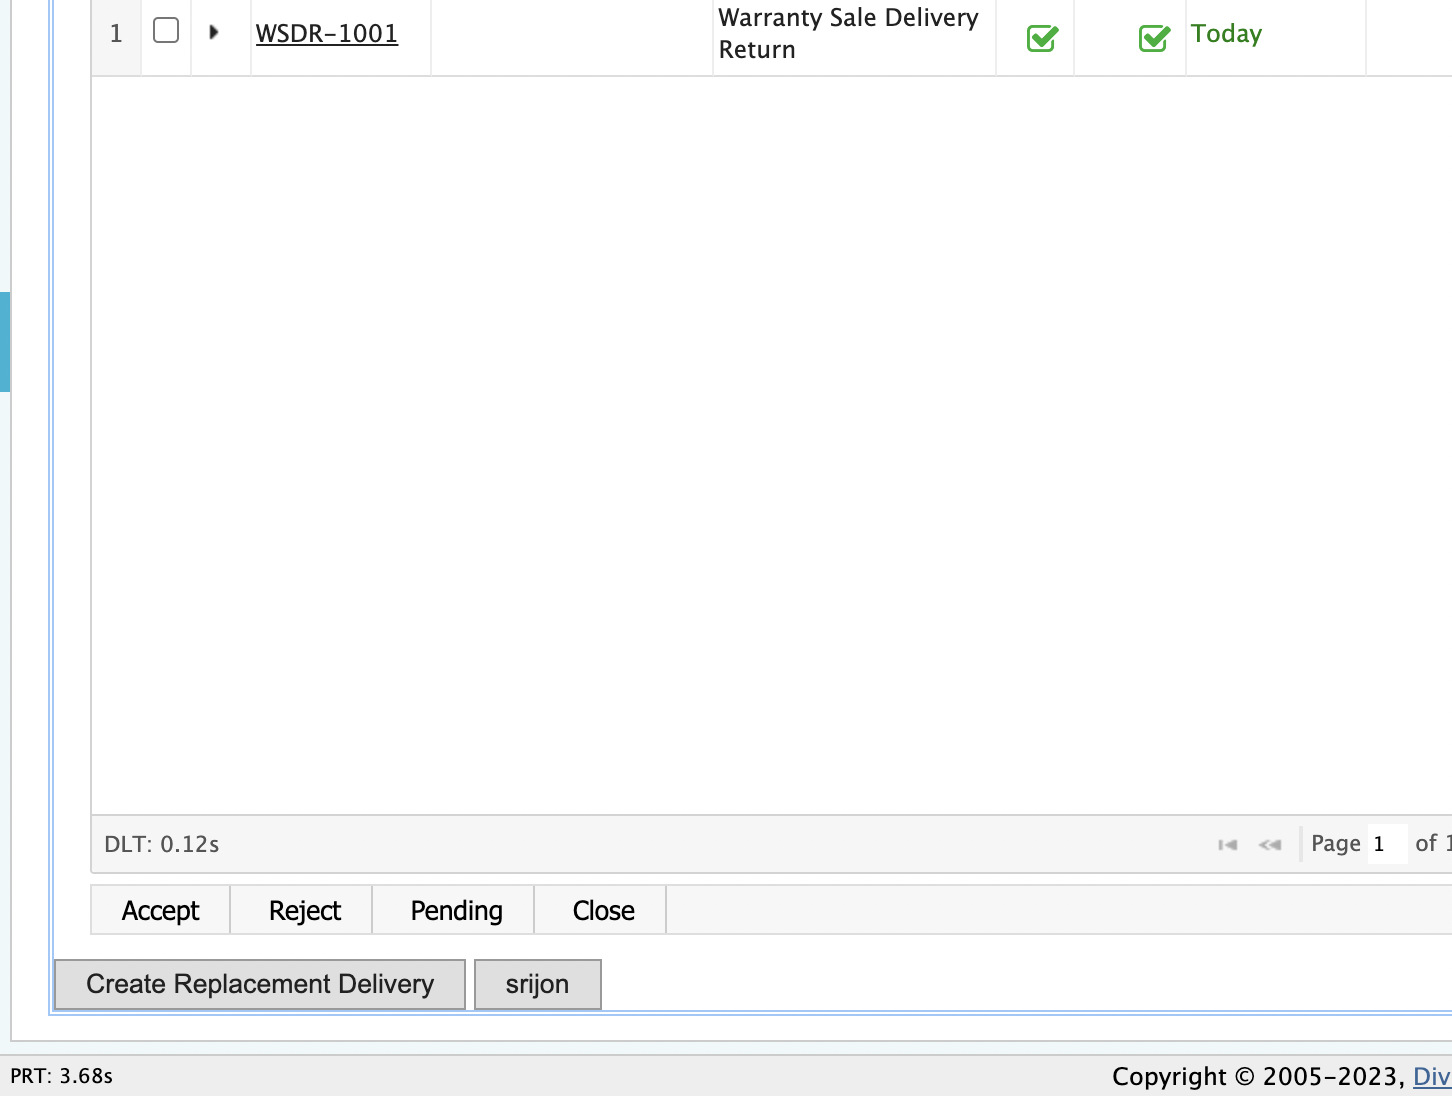 1 WSDR-1001 Warranty Sale Delivery Return Today
DLT: 0.12s Page 1 of 1
Accept Reject Pending Close
Create Replacement Delivery srijon
PRT: 3.68s Copyright © 2005-2023, Div